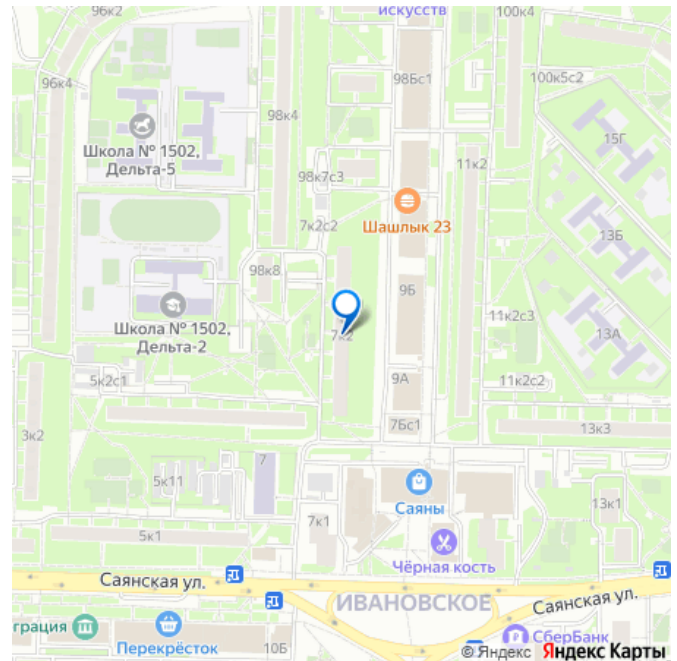 96к2
искусств
100к4
96к4
98Бс1
100к5с2
98к4
15Г
Школа № 1502,
Дельта-5
98к7с3
11к2
7к2с2
Шашлык 23
13Б
98к8
9Б
Школа № 1502,
Дельта-2
11к2с3
7к2
13А
5к2с1
9А
11к2с2
3к2
7Бс1
13к3
7
5к11
Саяны
13к1
7к1
5к1
Чёрная кость
Саянская ул.
ИВАНОВСКОЕ
Саянская ул.
грация
Перекрёсток
10Б
СберБанк
© Яндекс Яндекс Карты